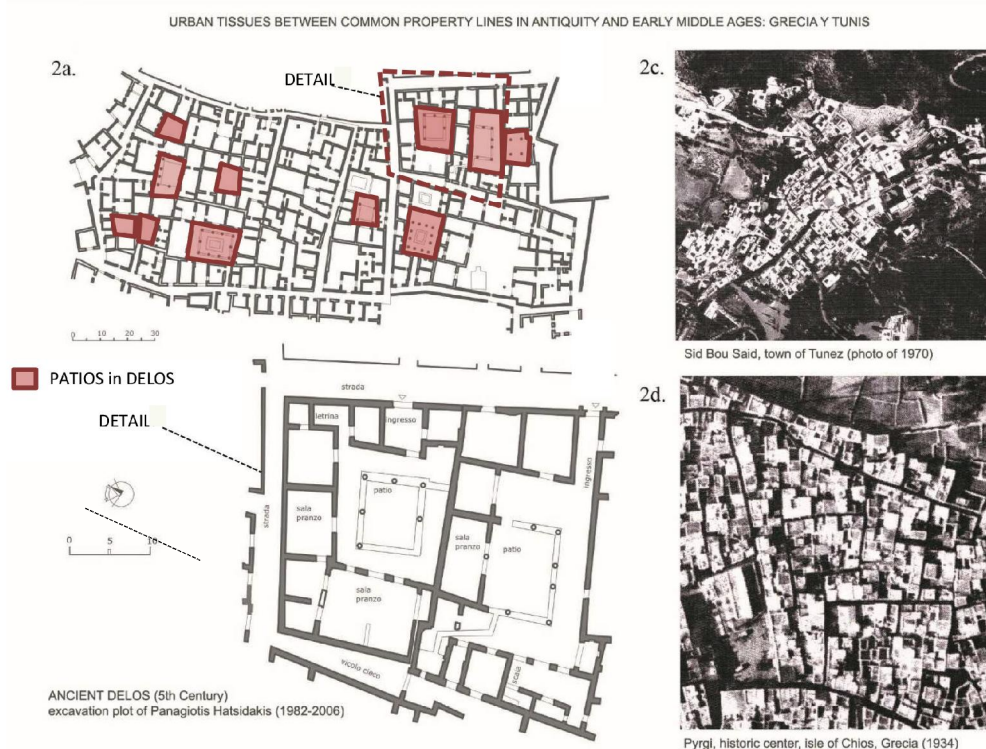 URBAN TISSUES BETWEEN COMMON PROPERTY LINES IN ANTIQUITY AND EARLY MIDDLE AGES: GRECIA Y TUNIS
2a.
DETAIL
0 10 20 30
2c.
Sid Bou Said, town of Tunez (photo of 1970)
PATIOS in DELOS
DETAIL
0 5 10
strada
letrina
ingresso
ingresso
patio
strada
sala
pranzo
sala
pranzo
patio
sala
pranzo
vicolo cieco
scala
ANCIENT DELOS (5th Century)
excavation plot of Panagiotis Hatsidakis (1982-2006)
2d.
Pyrgi, historic center, isle of Chios, Grecia (1934)